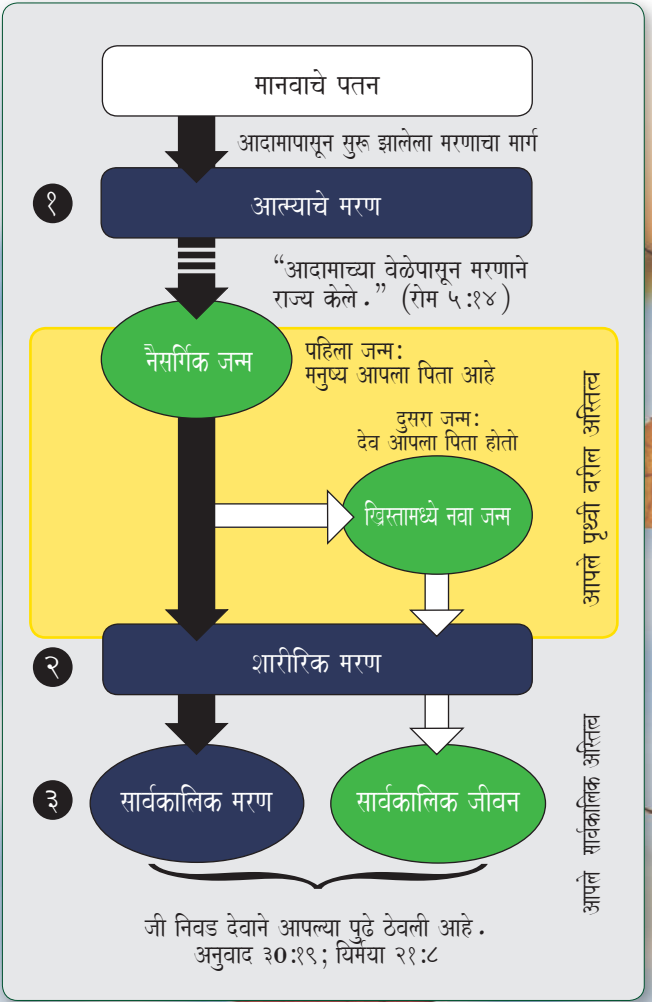 मानवाचे पतन
आदामापासून सुरू झालेला मरणाचा मार्ग
१
आत्म्याचे मरण
“आदामाच्या वेळेपासून मरणाने
राज्य केले.” (रोम ५:१४)
नैसर्गिक जन्म
पहिला जन्म:
मनुष्य आपला पिता आहे
दुसरा जन्म:
देव आपला पिता होतो
ख्रिस्तामध्ये नवा जन्म
आपले पृथ्वी वरील अस्तित्व
२
शारीरिक मरण
३
सार्वकालिक मरण
सार्वकालिक जीवन
आपले सार्वकालिक अस्तित्व
जी निवड देवाने आपल्या पुढे ठेवली आहे.
अनुवाद ३०:१९; यिर्मया २१:८